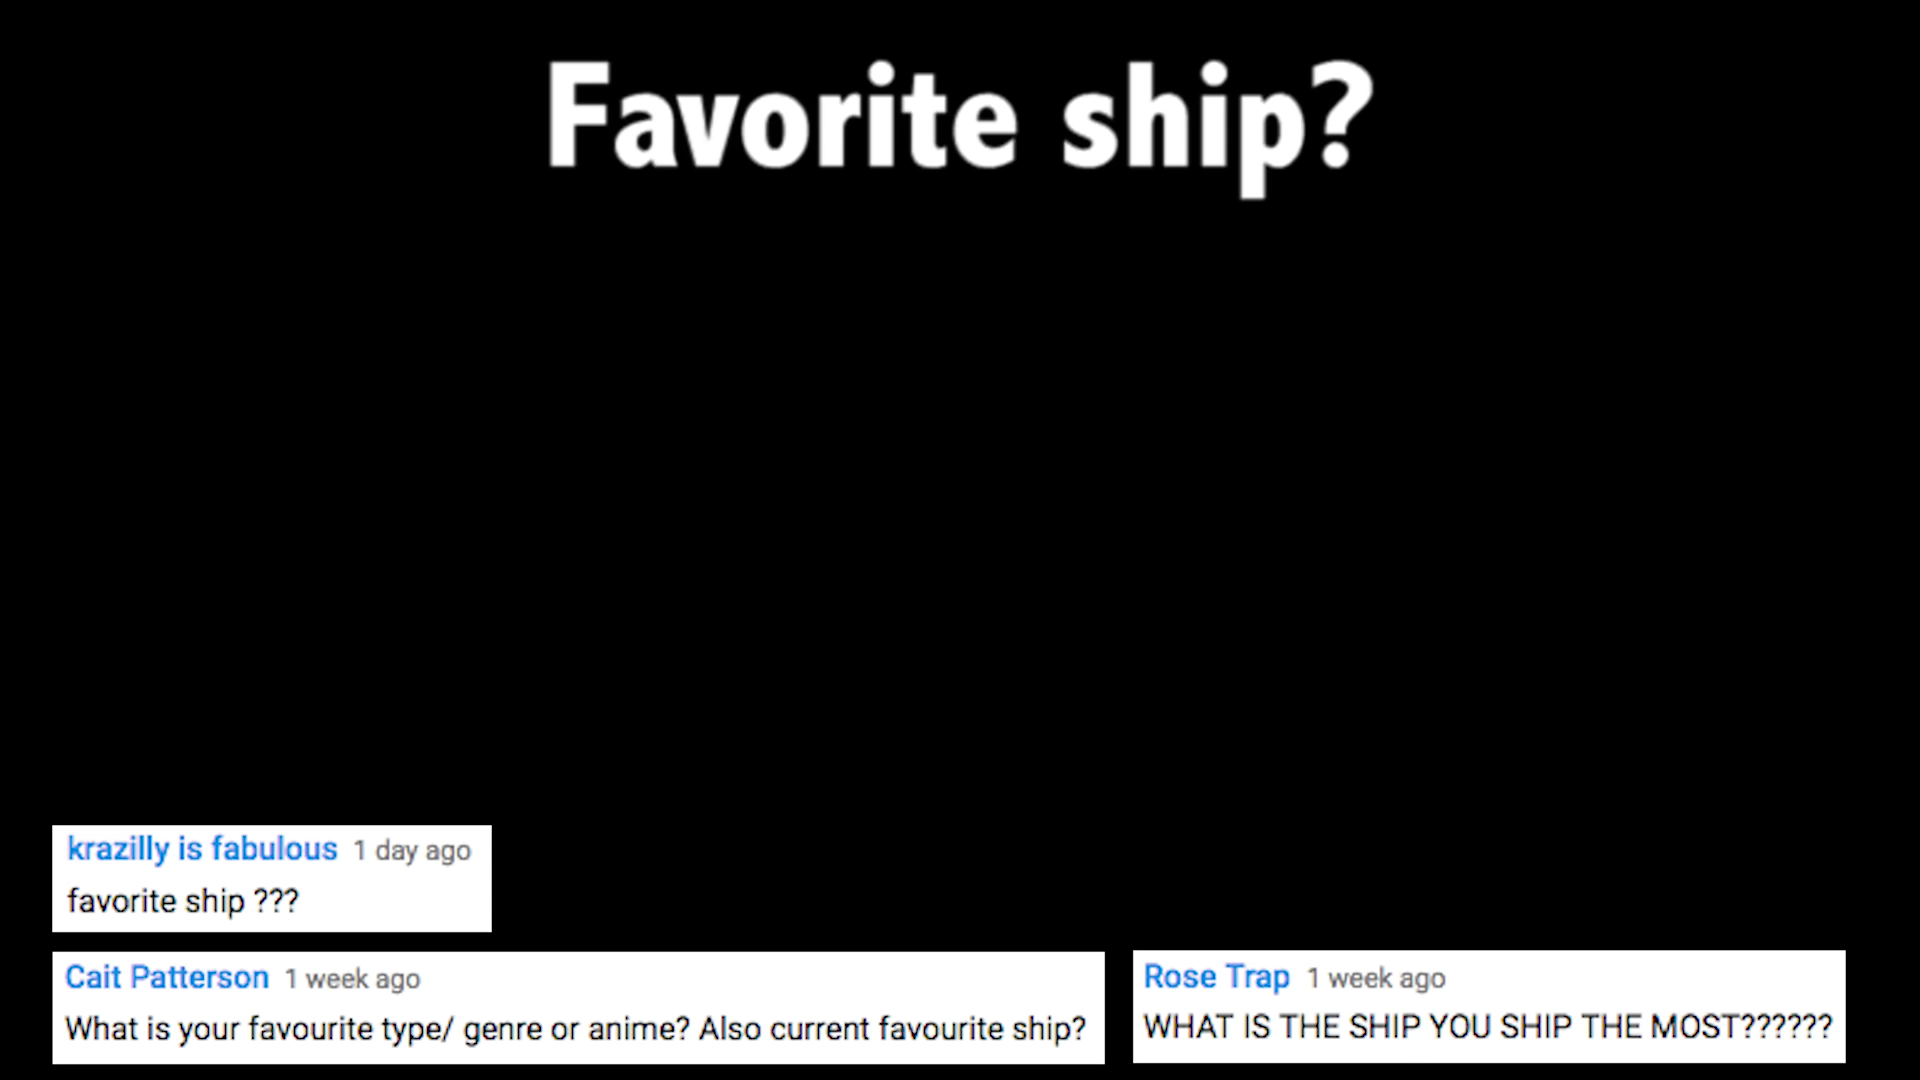 Favorite ship?
krazilly is fabulous 1 day ago
favorite ship ???
Cait Patterson 1 week ago
What is your favourite type/ genre or anime? Also current favourite ship?
Rose Trap 1 week ago
WHAT IS THE SHIP YOU SHIP THE MOST??????